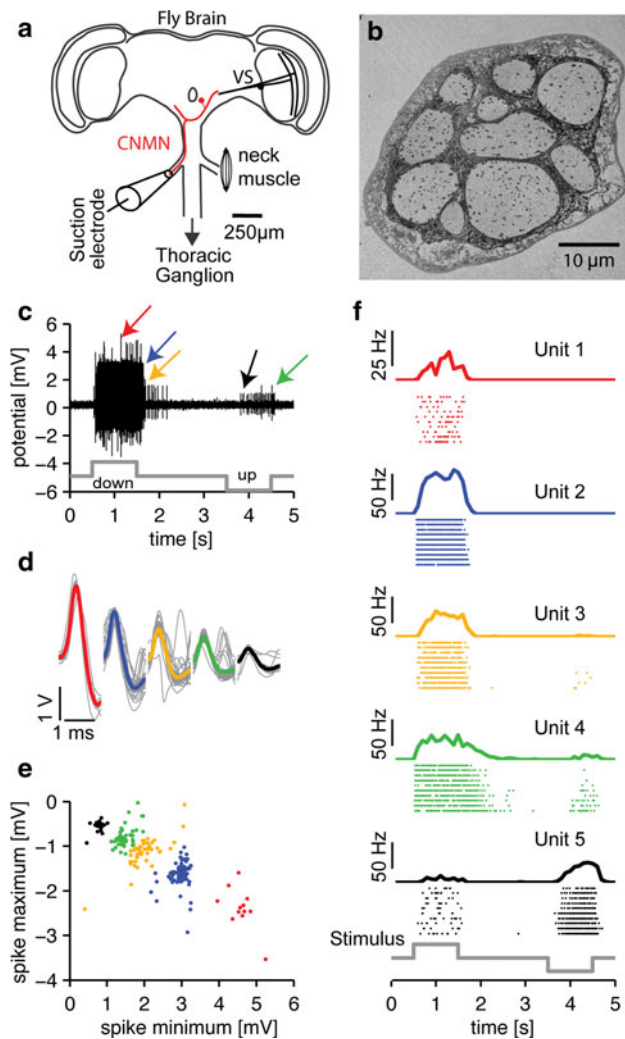 a
Fly Brain
VS
O
CNMN
neck
muscle
Suction
electrode
250µm
Thoracic
Ganglion
b
10 µm
c
6
4
2
0
−2
−4
−6
potential [mV]
down
up
0 1 2 3 4 5
time [s]
d
1 V
1 ms
e
0
−1
−2
−3
−4
spike maximum [mV]
0 1 2 3 4 5 6
spike minimum [mV]
f
25 Hz
Unit 1
50 Hz
Unit 2
50 Hz
Unit 3
50 Hz
Unit 4
50 Hz
Unit 5
Stimulus
0 1 2 3 4 5
time [s]